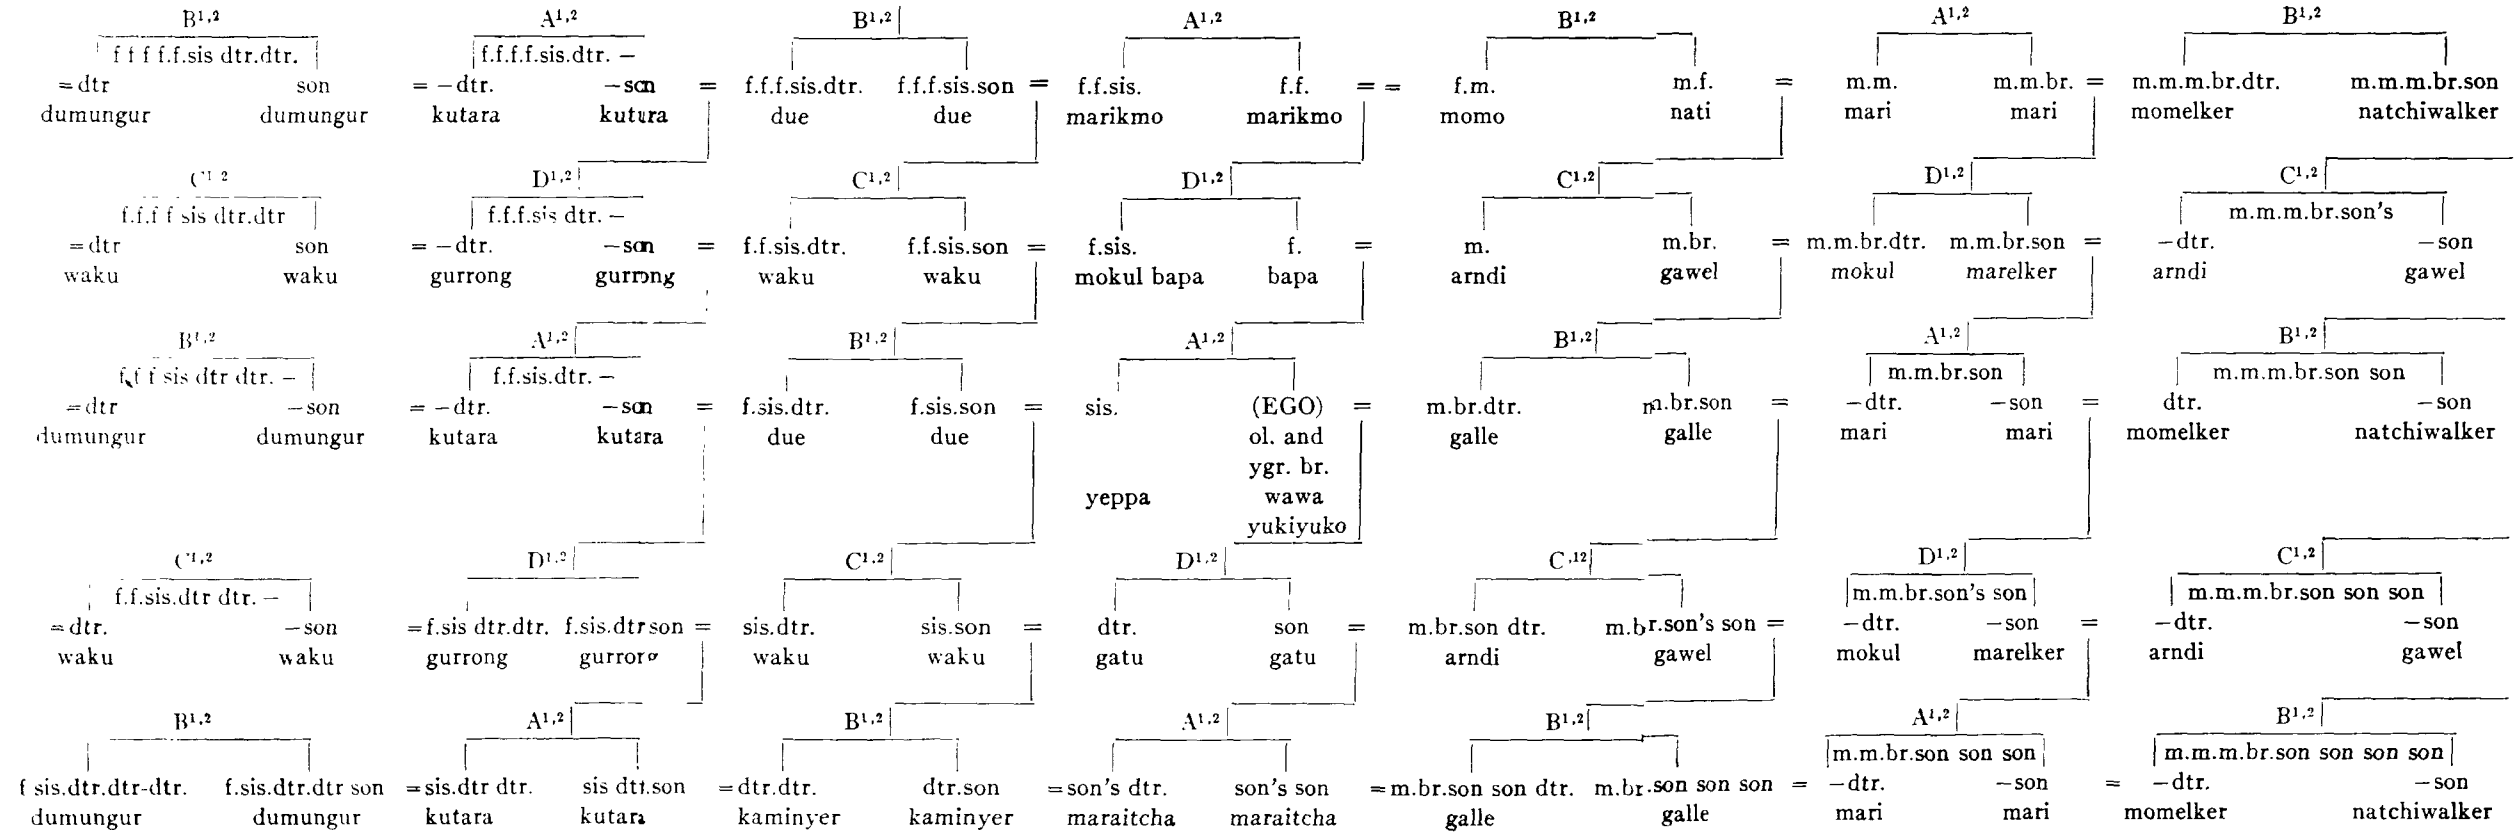 B¹,² A¹,² B¹,² A¹,² B¹,² A¹,² B¹,²
f f f f.f.sis dtr.dtr. f.f.f.f.sis.dtr. –
=dtr son = –dtr. –son = f.f.f.sis.dtr. f.f.f.sis.son = f.f.sis. f.f. = = f.m. m.f. = m.m. m.m.br. = m.m.m.br.dtr. m.m.m.br.son
dumungur dumungur kutara kutara due due marikmo marikmo momo nati mari mari momelker natchiwalker
C¹ ² D¹,² C¹,² D¹,² C¹,² D¹,² C¹,²
f.f.f f sis dtr.dtr f.f.f.sis dtr. – m.m.m.br.son's
=dtr son = –dtr. –son = f.f.sis.dtr. f.f.sis.son = f.sis. f. = m. m.br. = m.m.br.dtr. m.m.br.son = –dtr. –son
waku waku gurrong gurrong waku waku mokul bapa bapa arndi gawel mokul marelker arndi gawel
B¹,² A¹,² B¹,² A¹,² B¹,² A¹,² B¹,²
f.f f sis dtr dtr. – f.f.sis.dtr. – m.m.br.son m.m.m.br.son son
=dtr –son = –dtr. –son = f.sis.dtr. f.sis.son = sis. (EGO) = m.br.dtr. m.br.son = –dtr. –son = dtr. –son
dumungur dumungur kutara kutara due due ol. and galle galle mari mari momelker natchiwalker
ygr. br.
yeppa wawa
yukiyuko
C¹,² D¹,² C¹,² D¹,² C,¹² D¹,² C¹,²
f.f.sis.dtr dtr. – m.m.br.son's son m.m.m.br.son son son
=dtr. –son =f.sis dtr.dtr. f.sis.dtr son = sis.dtr. sis.son = dtr. son = m.br.son dtr. m.br.son's son = –dtr. –son = –dtr. –son
waku waku gurrong waku waku gatu gatu arndi gawel mokul marelker arndi gawel
B¹,² A¹,² B¹,² A¹,² B¹,² A¹,² B¹,²
m.m.br.son son son m.m.m.br.son son son son
f sis.dtr.dtr-dtr. f.sis.dtr.dtr son =sis.dtr dtr. sis dtr.son =dtr.dtr. dtr.son =son's dtr. son's son =m.br.son son dtr. m.br.son son son = –dtr. –son = –dtr. –son
dumungur dumungur kutara kutara kaminyer kaminyer maraitcha maraitcha galle galle mari mari momelker natchiwalker